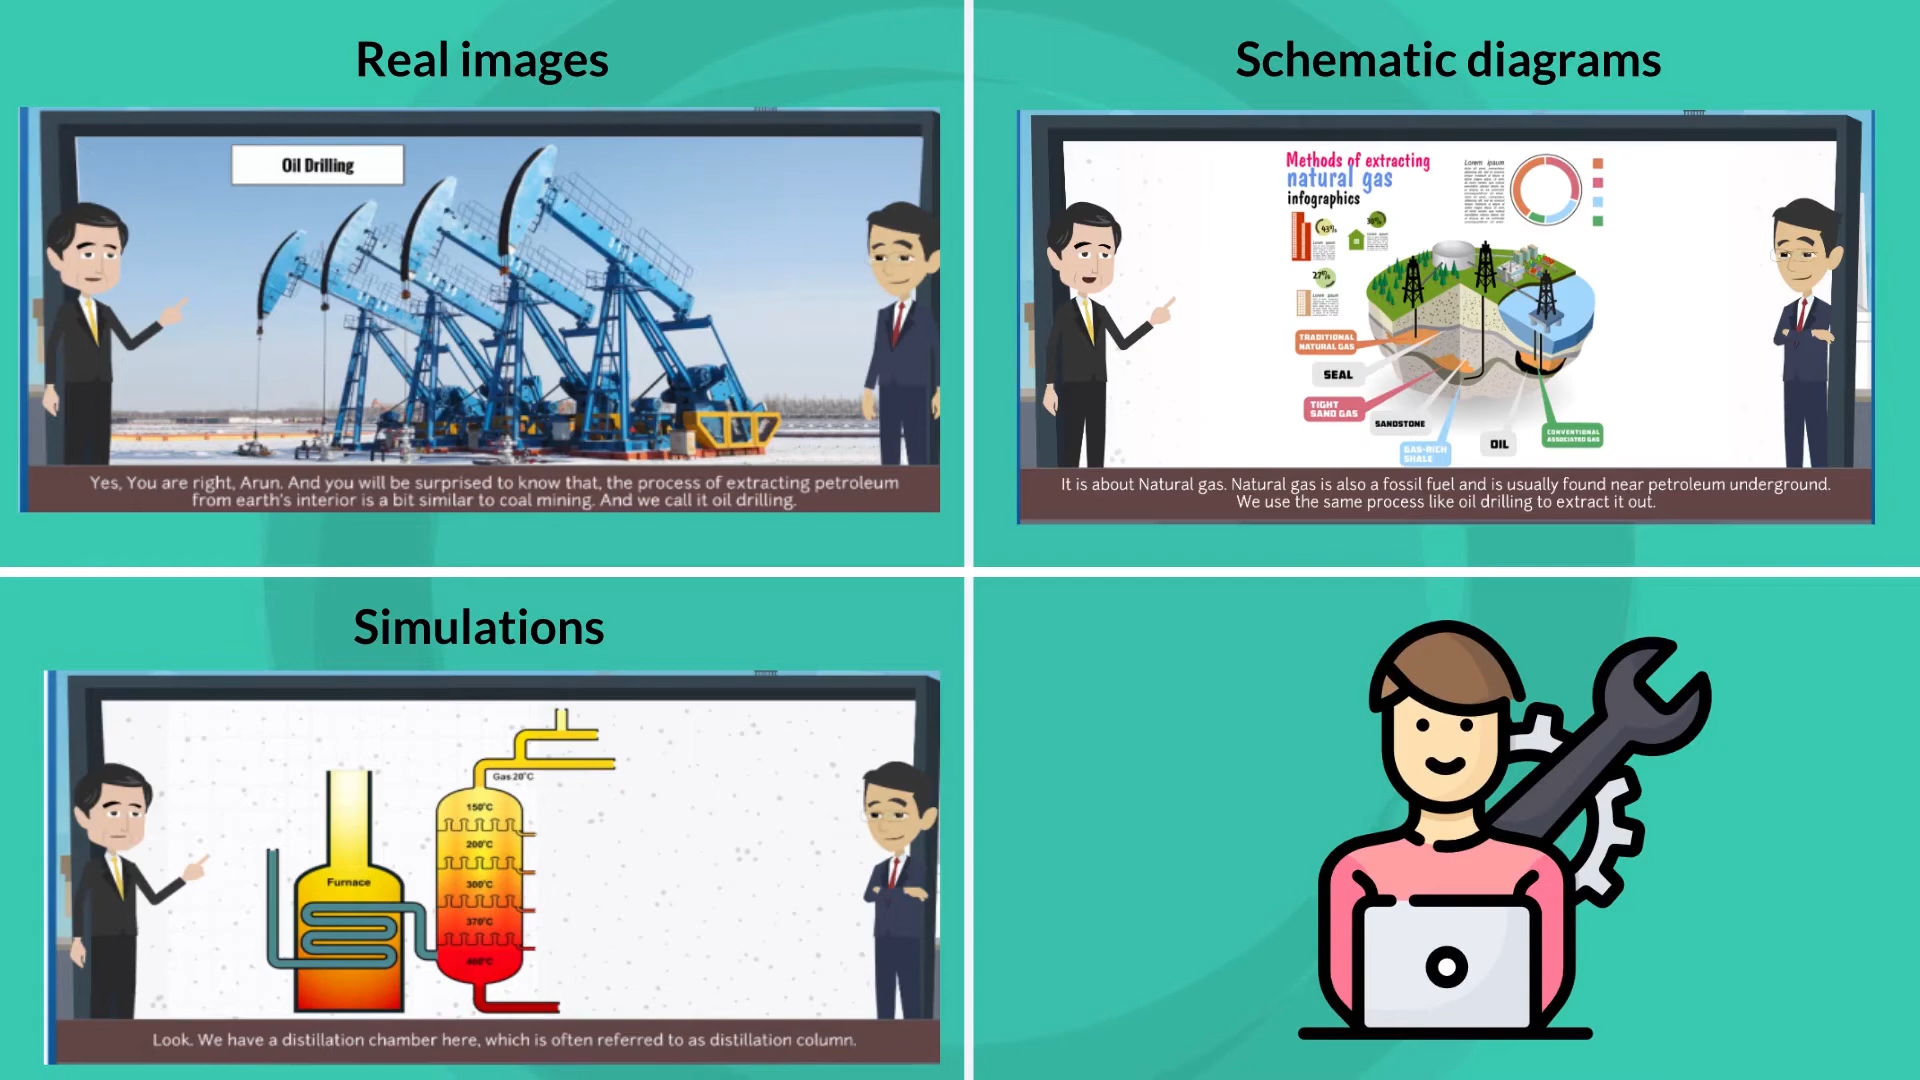 Real images
Oil Drilling
Yes, You are right, Arun. And you will be surprised to know that, the process of extracting petroleum
from earth's interior is a bit similar to coal mining. And we call it oil drilling.
Schematic diagrams
Methods of extracting
natural gas
infographics
Lorem ipsum
43%
30%
27%
TRADITIONAL
NATURAL GAS
SEAL
TIGHT
SAND GAS
SANDSTONE
GAS-RICH
SHALE
OIL
CONVENTIONAL
ASSOCIATED GAS
It is about Natural gas. Natural gas is also a fossil fuel and is usually found near petroleum underground.
We use the same process like oil drilling to extract it out.
Simulations
Gas 20°C
150°C
200°C
Furnace
300°C
370°C
400°C
Look. We have a distillation chamber here, which is often referred to as distillation column.